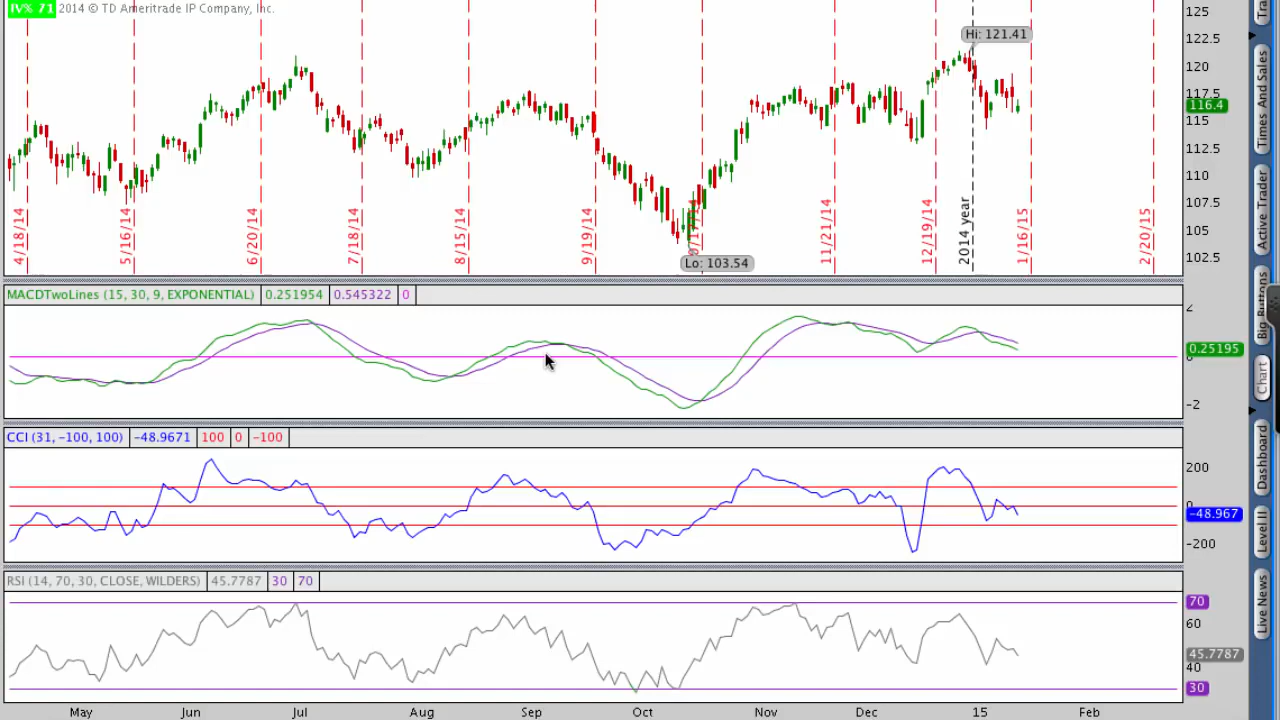 IV% 71 2014 © TD Ameritrade IP Company, Inc.
Hi: 121.41
125
122.5
120
117.5
116.4
115
112.5
110
107.5
105
102.5
4/18/14
5/16/14
6/20/14
7/18/14
8/15/14
9/19/14
11/21/14
12/19/14
2014 year
1/16/15
2/20/15
Lo: 103.54
MACDTwoLines (15, 30, 9, EXPONENTIAL) 0.251954 0.545322 0
2
0.25195
-2
CCI (31, -100, 100) -48.9671 100 0 -100
200
0
-48.967
-200
RSI (14, 70, 30, CLOSE, WILDERS) 45.7787 30 70
70
60
45.7787
40
30
May Jun Jul Aug Sep Oct Nov Dec 15 Feb
Times And Sales
Active Trader
Big Buttons
Chart
Dashboard
Level II
Live News